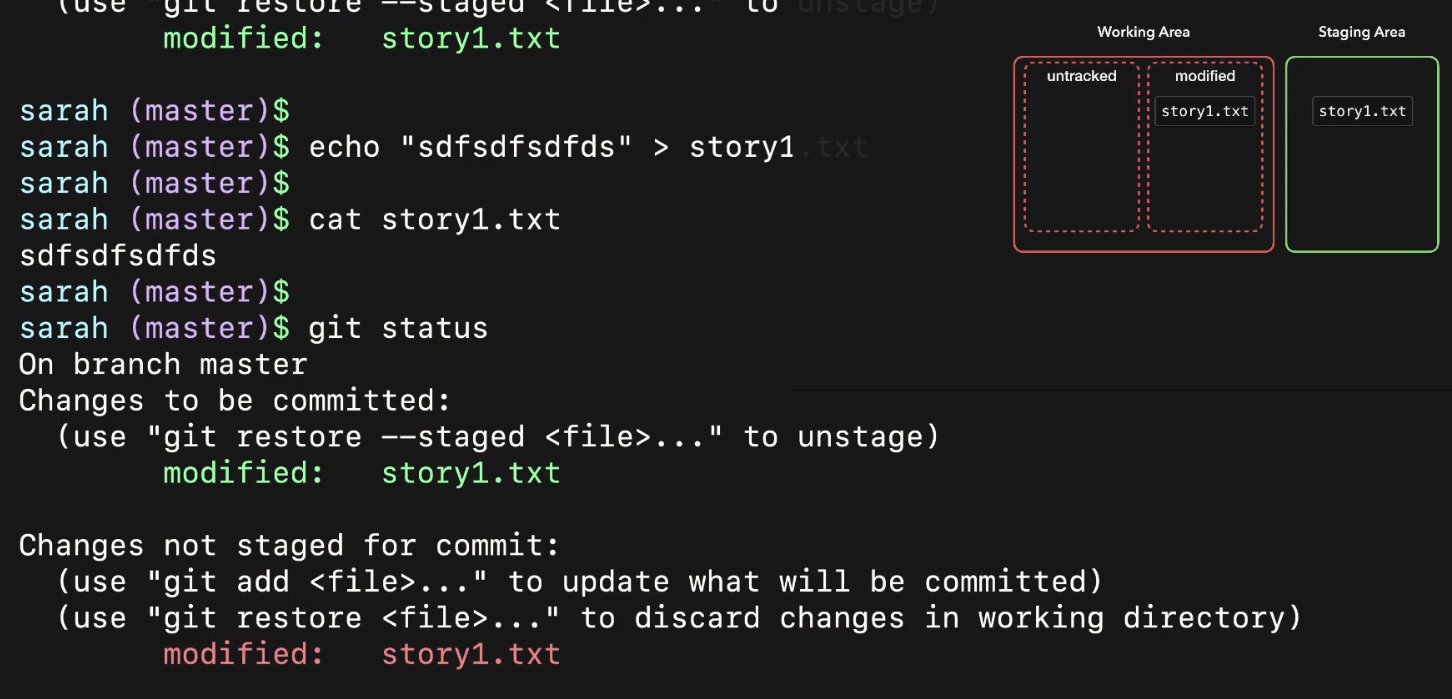 (use "git restore --staged <file>..." to unstage)
        modified:   story1.txt
sarah (master)$
sarah (master)$ echo "sdfsdfsdfds" > story1.txt
sarah (master)$
sarah (master)$ cat story1.txt
sdfsdfsdfds
sarah (master)$
sarah (master)$ git status
On branch master
Changes to be committed:
  (use "git restore --staged <file>..." to unstage)
        modified:   story1.txt
Changes not staged for commit:
  (use "git add <file>..." to update what will be committed)
  (use "git restore <file>..." to discard changes in working directory)
        modified:   story1.txt
Working Area
Staging Area
untracked
modified
story1.txt
story1.txt